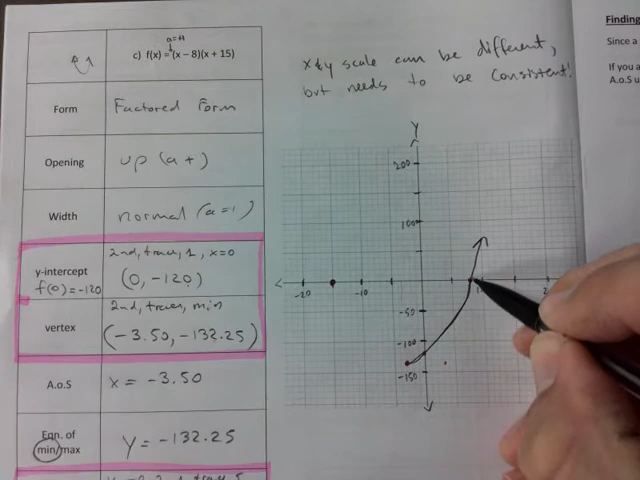 a=+1
c) f(x) = (x − 8)(x + 15)
x & y scale can be different,
but needs to be consistent!
Form
Factored Form
Opening
up (a+)
Width
normal (a=1)
y-intercept
f(0)=-120
2nd, trace, 1, x=0
(0, -120)
vertex
2nd, trace, min
(-3.50, -132.25)
A.o.S
x = -3.50
Eqn. of
min/max
y = -132.25
Y
200
100
-20
-10
-50
-100
-150
Finding
Since a
If you a
A.o.S u